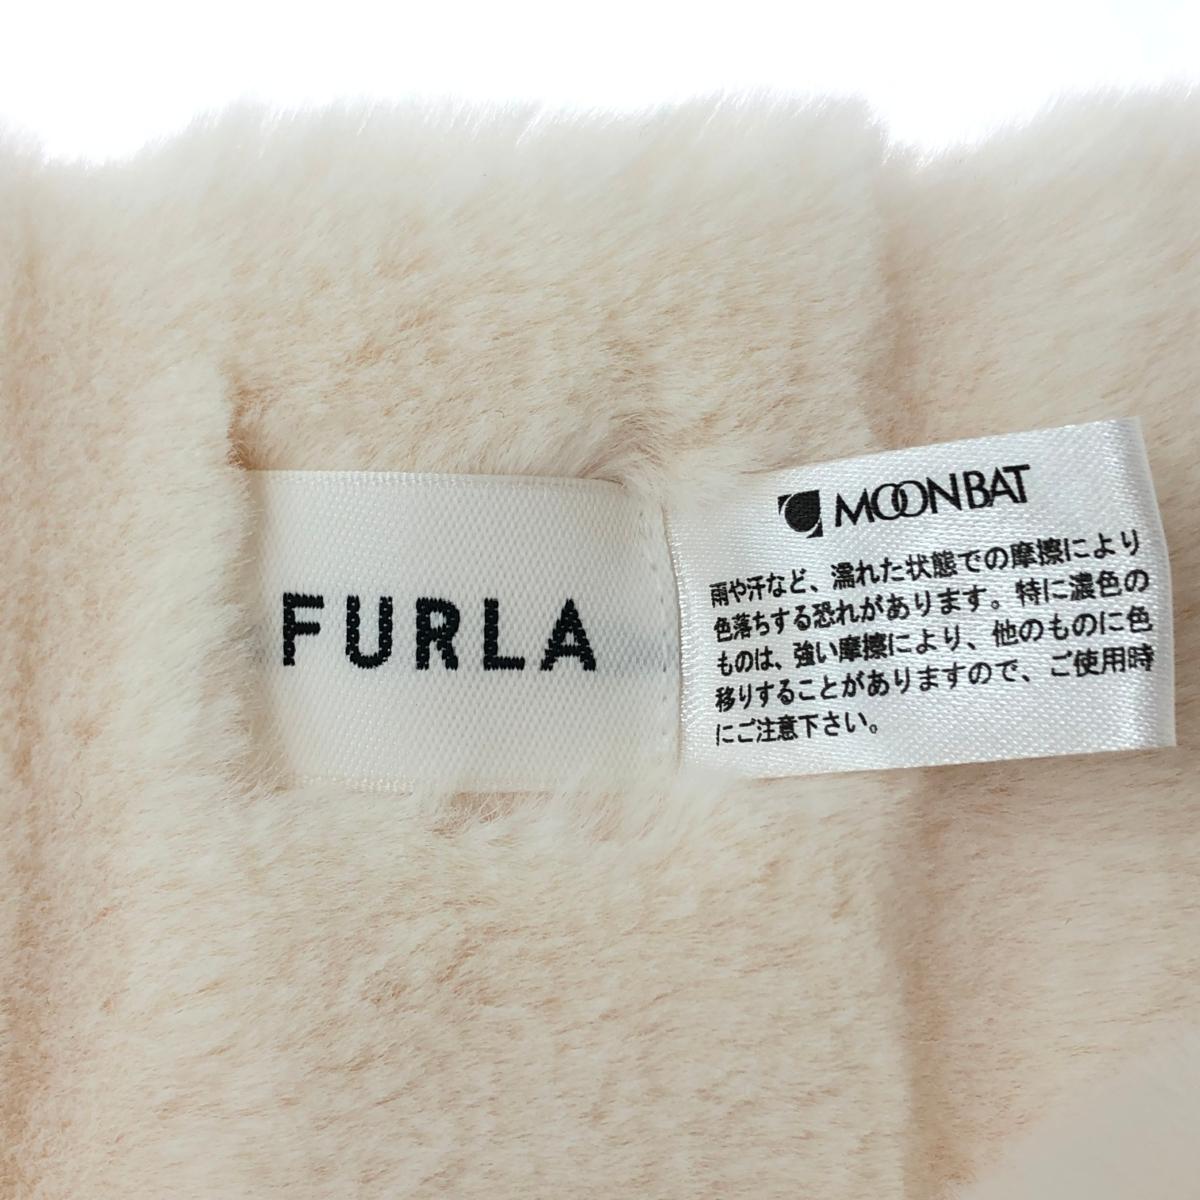 FURLA
MOONBAT
雨や汗など、濡れた状態での摩擦により
色落ちする恐れがあります。特に濃色の
ものは、強い摩擦により、他のものに色
移りすることがありますので、ご使用時
にご注意下さい。